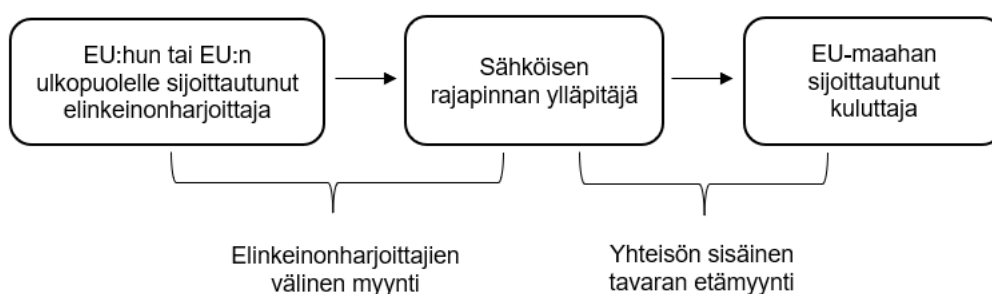 EU:hun tai EU:n
ulkopuolelle sijoittautunut
elinkeinonharjoittaja
Sähköisen
rajapinnan ylläpitäjä
EU-maahan
sijoittautunut
kuluttaja
Elinkeinonharjoittajien
välinen myynti
Yhteisön sisäinen
tavaran etämyynti